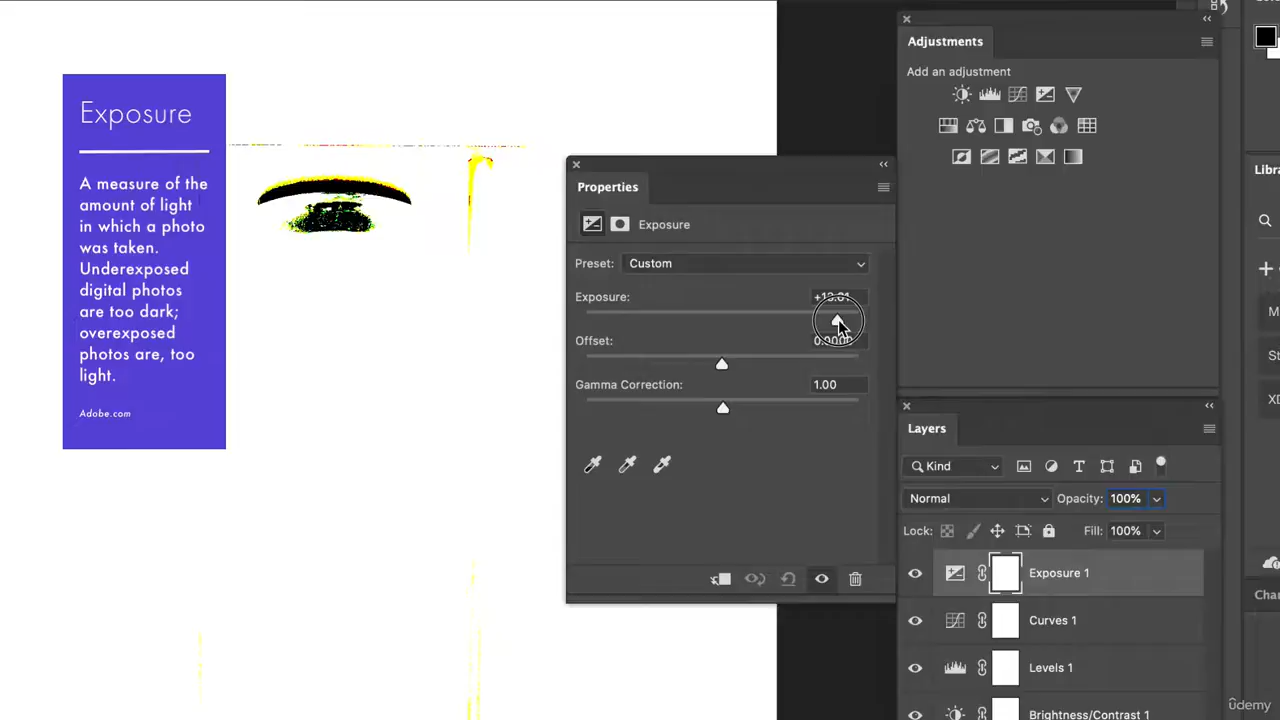 Exposure
A measure of the
amount of light
in which a photo
was taken.
Underexposed
digital photos
are too dark;
overexposed
photos are, too
light.
Adobe.com
Properties
Exposure
Preset: Custom
Exposure:
Offset:
Gamma Correction: 1.00
Adjustments
Add an adjustment
Layers
Kind
Normal Opacity: 100%
Lock: Fill: 100%
Exposure 1
Curves 1
Levels 1
Brightness/Contrast 1
ûdemy